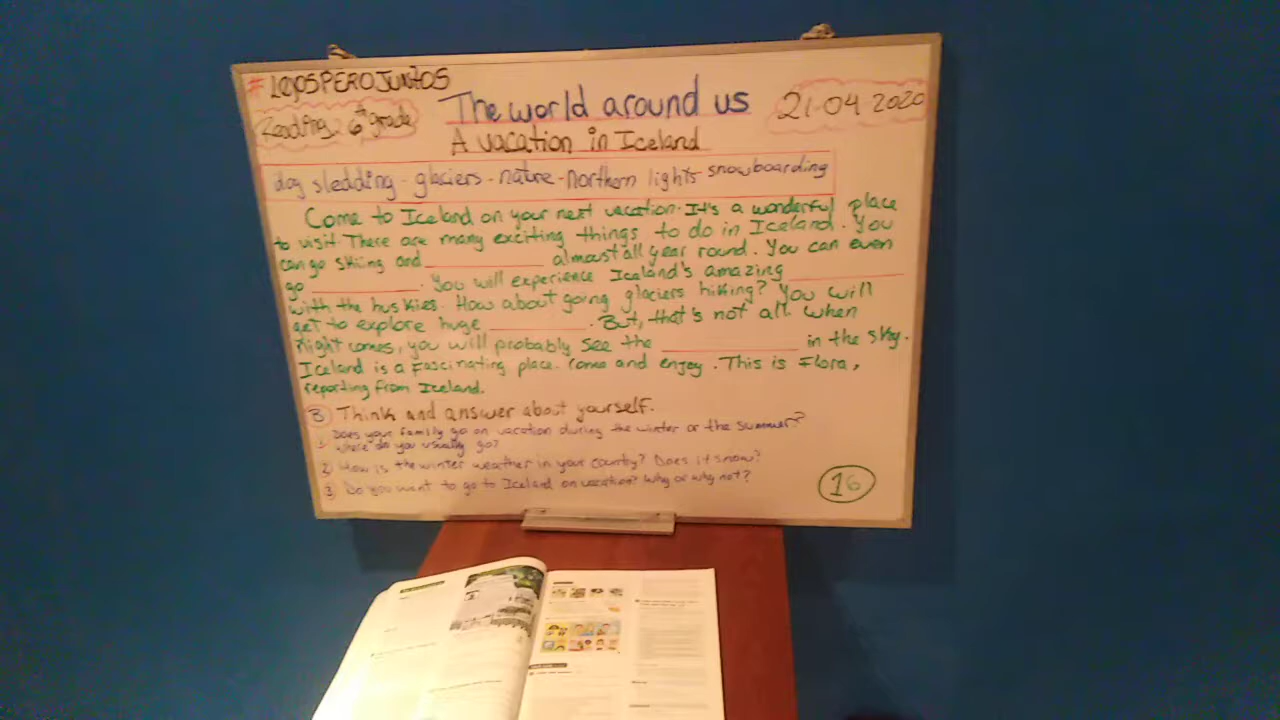 #LEJOSPEROJUNTOS
Reading 6th grade
The world around us
21-04 2020
A vacation in Iceland
dog sledding - glaciers - nature - northern lights snowboarding
Come to Iceland on your next vacation. It's a wonderful place
to visit. There are many exciting things to do in Iceland. You
can go skiing and ________ almost all year round. You can even
go ________. You will experience Iceland's amazing ________
with the huskies. How about going glaciers hiking? You will
get to explore huge ________. But, that's not all. When
night comes, you will probably see the ________ in the sky.
Iceland is a fascinating place. Come and enjoy. This is Flora,
reporting from Iceland.
B Think and answer about yourself.
1 Does your family go on vacation during the winter or the summer?
Where do you usually go?
2 How is the winter weather in your country? Does it snow?
3 Do you want to go to Iceland on vacation? Why or why not?
16